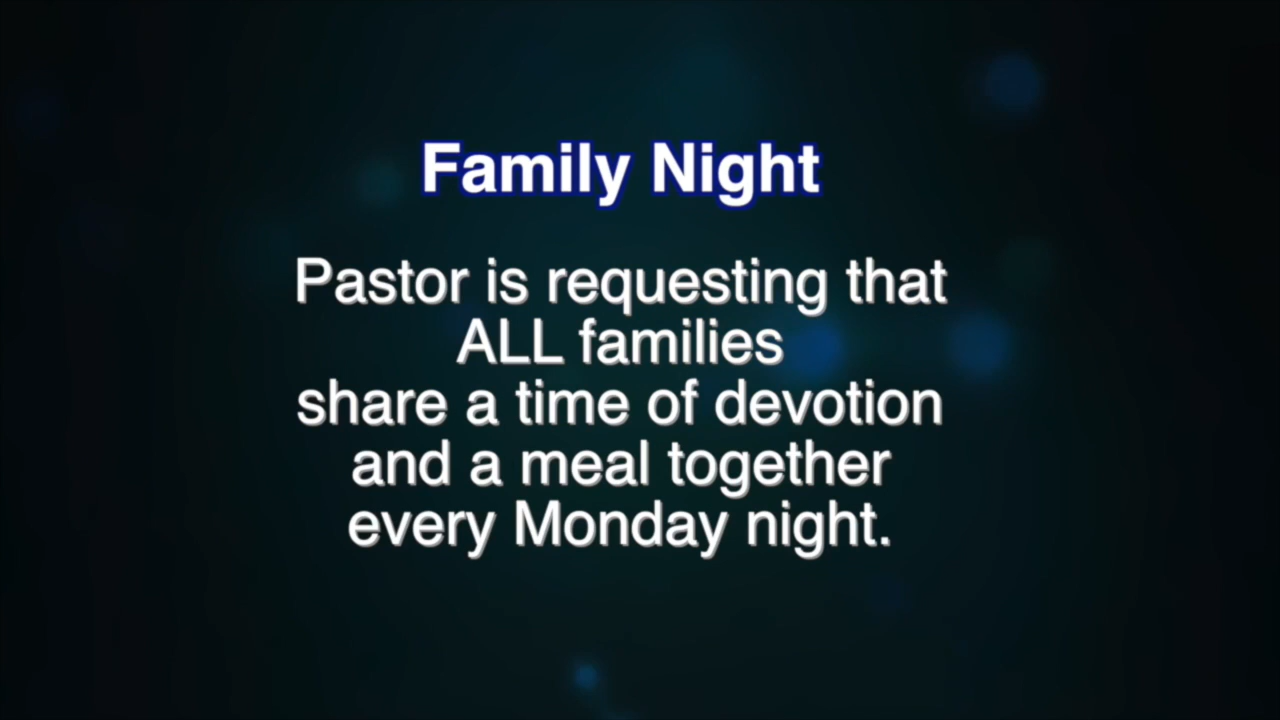 Family Night
Pastor is requesting that
ALL families
share a time of devotion
and a meal together
every Monday night.